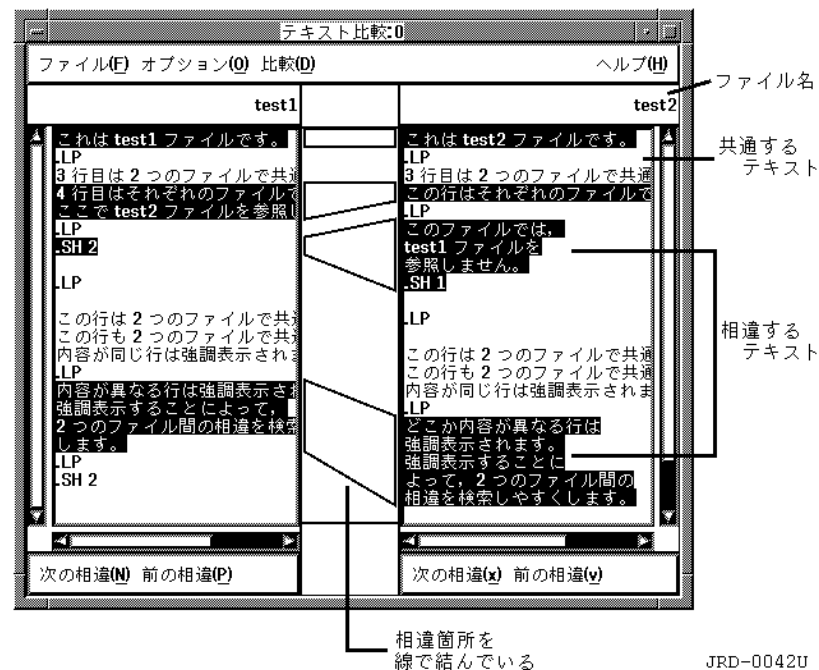 テキスト比較:0
ファイル(F) オプション(O) 比較(D) ヘルプ(H)
test1
test2
これは test1 ファイルです。
.LP
3 行目は 2 つのファイルで共通
4 行目はそれぞれのファイルで
ここで test2 ファイルを参照し
.LP
.SH 2
.LP
この行は 2 つのファイルで共通
この行も 2 つのファイルで共通
内容が同じ行は強調表示されま
.LP
内容が異なる行は強調表示され
強調表示することによって，
2 つのファイル間の相違を検索
します。
.LP
.SH 2
次の相違(N) 前の相違(P)
これは test2 ファイルです。
.LP
3 行目は 2 つのファイルで共通
この行はそれぞれのファイルで
.LP
このファイルでは，
test1 ファイルを
参照しません。
.SH 1
.LP
この行は 2 つのファイルで共通
この行も 2 つのファイルで共通
内容が同じ行は強調表示されま
.LP
どこか内容が異なる行は
強調表示されます。
強調表示することに
よって，2 つのファイル間の
相違を検索しやすくします。
次の相違(x) 前の相違(v)
ファイル名
共通する
テキスト
相違する
テキスト
相違箇所を
線で結んでいる
JRD-0042U